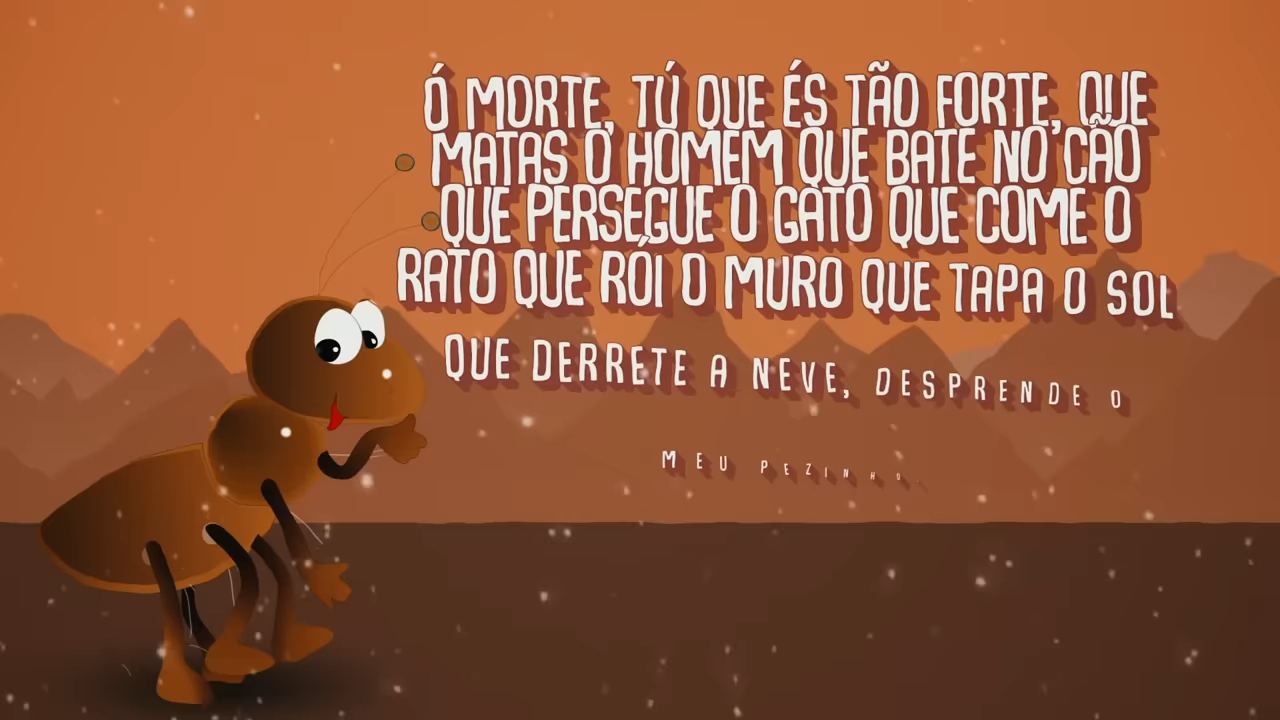 Ó MORTE, TÚ QUE ÉS TÃO FORTE, QUE
MATAS O HOMEM QUE BATE NO CÃO
QUE PERSEGUE O GATO QUE COME O
RATO QUE RÓI O MURO QUE TAPA O SOL
QUE DERRETE A NEVE, DESPRENDE O
MEU PEZINHO.